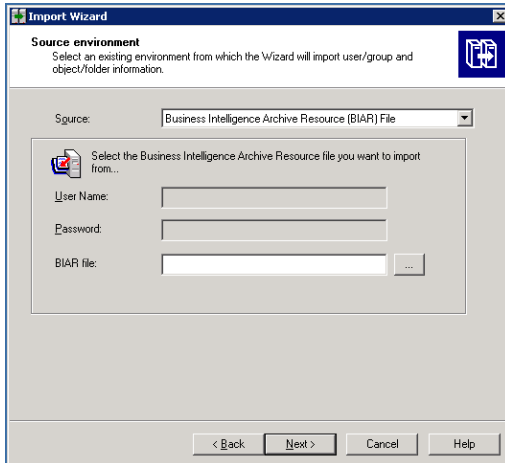 Import Wizard
Source environment
Select an existing environment from which the Wizard will import user/group and
object/folder information.
Source:
Business Intelligence Archive Resource (BIAR) File
Select the Business Intelligence Archive Resource file you want to import
from...
User Name:
Password:
BIAR file:
...
< Back
Next >
Cancel
Help